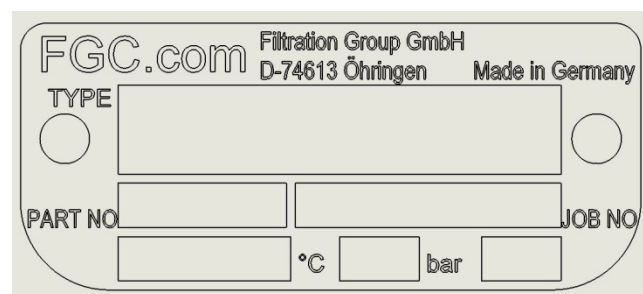 FGC.com
Filtration Group GmbH
D-74613 Öhringen Made in Germany
TYPE
PART NO JOB NO
°C bar